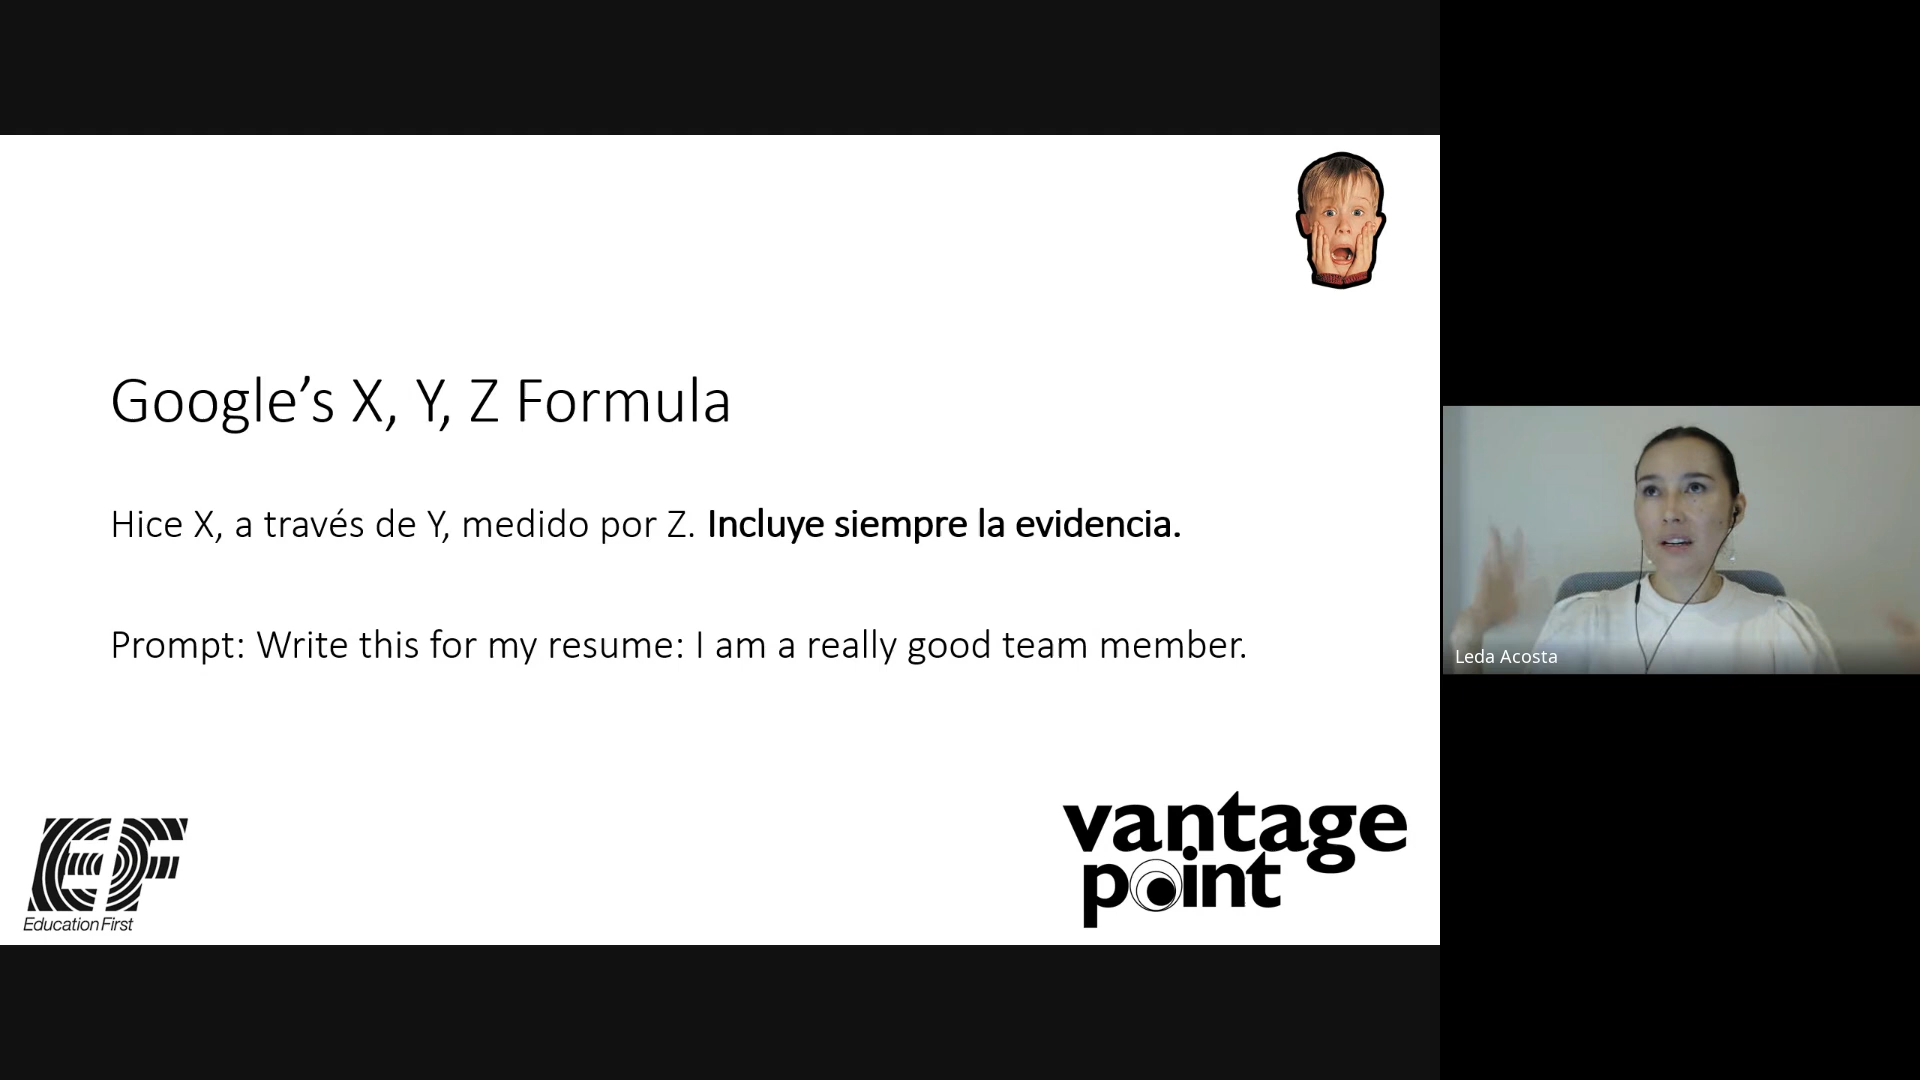 Google’s X, Y, Z Formula
Hice X, a través de Y, medido por Z. Incluye siempre la evidencia.
Prompt: Write this for my resume: I am a really good team member.
EF
Education First
vantage
point
Leda Acosta